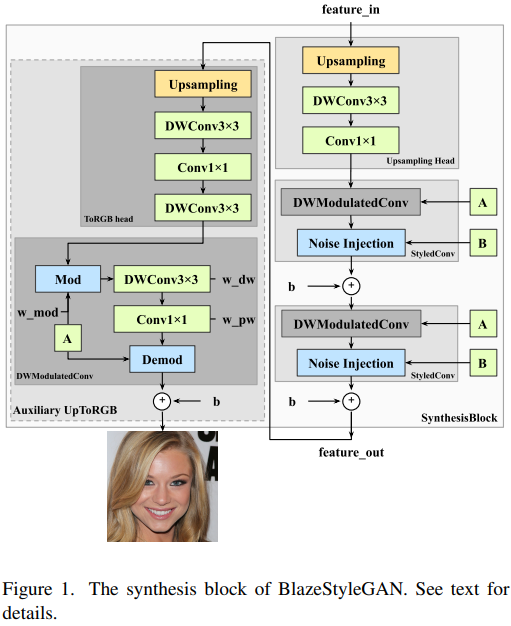 feature_in
Upsampling
DWConv3×3
Conv1×1
Upsampling Head
DWModulatedConv
A
Noise Injection
B
StyledConv
b
+
DWModulatedConv
A
Noise Injection
B
StyledConv
b
+
SynthesisBlock
feature_out
Upsampling
DWConv3×3
Conv1×1
DWConv3×3
ToRGB head
Mod
DWConv3×3
w_dw
w_mod
Conv1×1
w_pw
A
Demod
DWModulatedConv
+
b
Auxiliary UpToRGB
Figure 1. The synthesis block of BlazeStyleGAN. See text for
details.